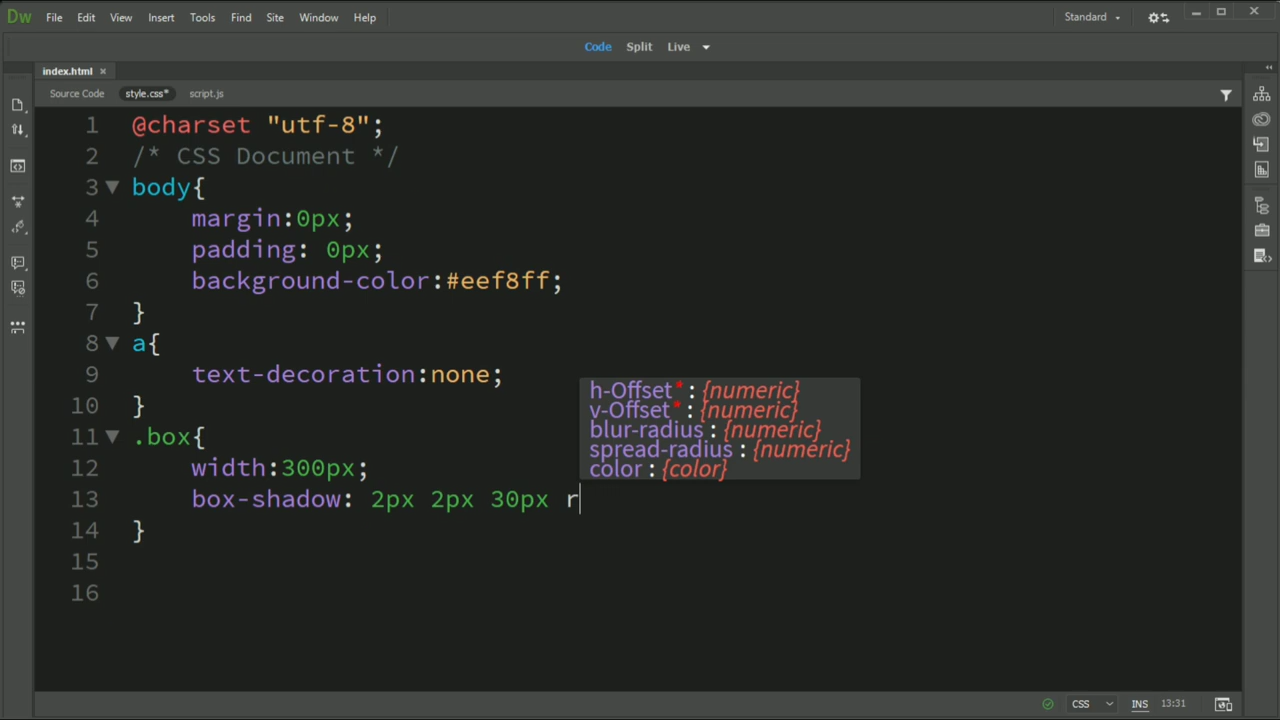 Dw File Edit View Insert Tools Find Site Window Help Standard
Code Split Live
index.html ×
Source Code style.css* script.js
1 @charset "utf-8";
2 /* CSS Document */
3 body{
4 margin:0px;
5 padding: 0px;
6 background-color:#eef8ff;
7 }
8 a{
9 text-decoration:none;
10 }
11 .box{
12 width:300px;
13 box-shadow: 2px 2px 30px r
14 }
15
16
h-Offset* : {numeric}
v-Offset* : {numeric}
blur-radius : {numeric}
spread-radius : {numeric}
color : {color}
CSS INS 13:31